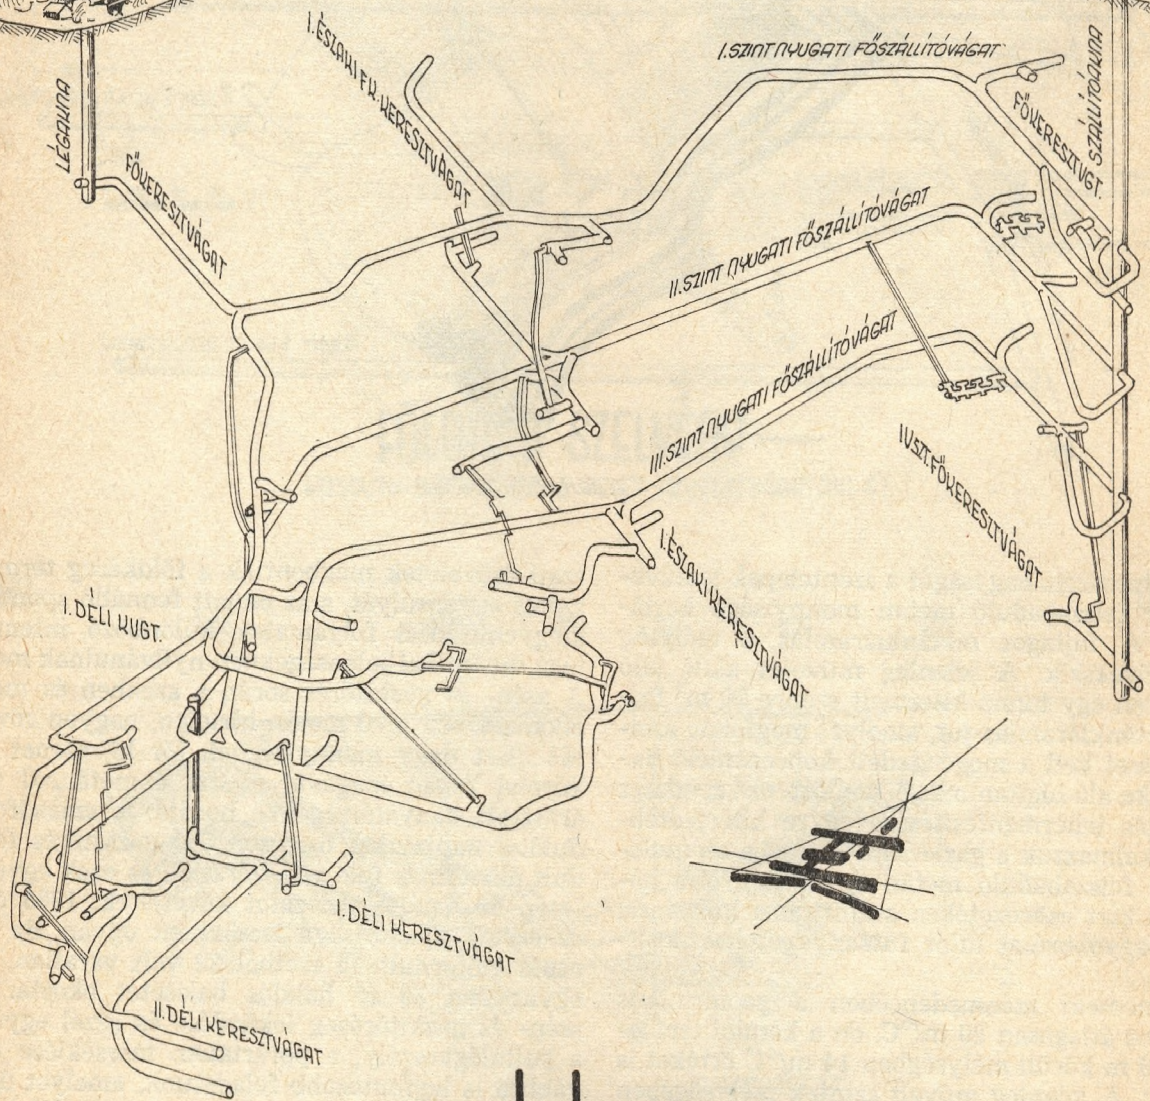 I. SZINT NYUGATI FŐSZÁLLÍTÓVÁGAT
I. ÉSZAKI F.K. KERESZTVÁGAT
SZÁLLÍTÓAKNA
LÉGAKNA
FŐKERESZTVGT.
FŐKERESZTVÁGAT
II. SZINT NYUGATI FŐSZÁLLÍTÓVÁGAT
III. SZINT NYUGATI FŐSZÁLLÍTÓVÁGAT
IV.SZT. FŐKERESZTVÁGAT
I. ÉSZAKI KERESZTVÁGAT
I. DÉLI KVGT.
I. DÉLI KERESZTVÁGAT
II. DÉLI KERESZTVÁGAT